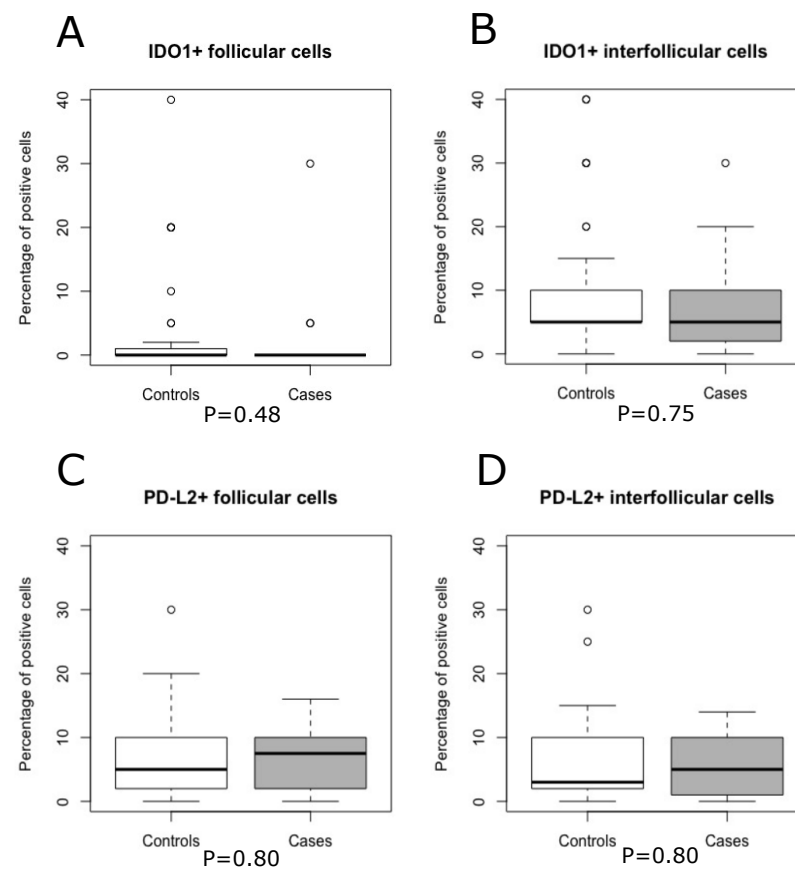 A
IDO1+ follicular cells
Percentage of positive cells
40
30
20
10
0
Controls Cases
P=0.48
B
IDO1+ interfollicular cells
Percentage of positive cells
40
30
20
10
0
Controls Cases
P=0.75
C
PD-L2+ follicular cells
Percentage of positive cells
40
30
20
10
0
Controls Cases
P=0.80
D
PD-L2+ interfollicular cells
Percentage of positive cells
40
30
20
10
0
Controls Cases
P=0.80